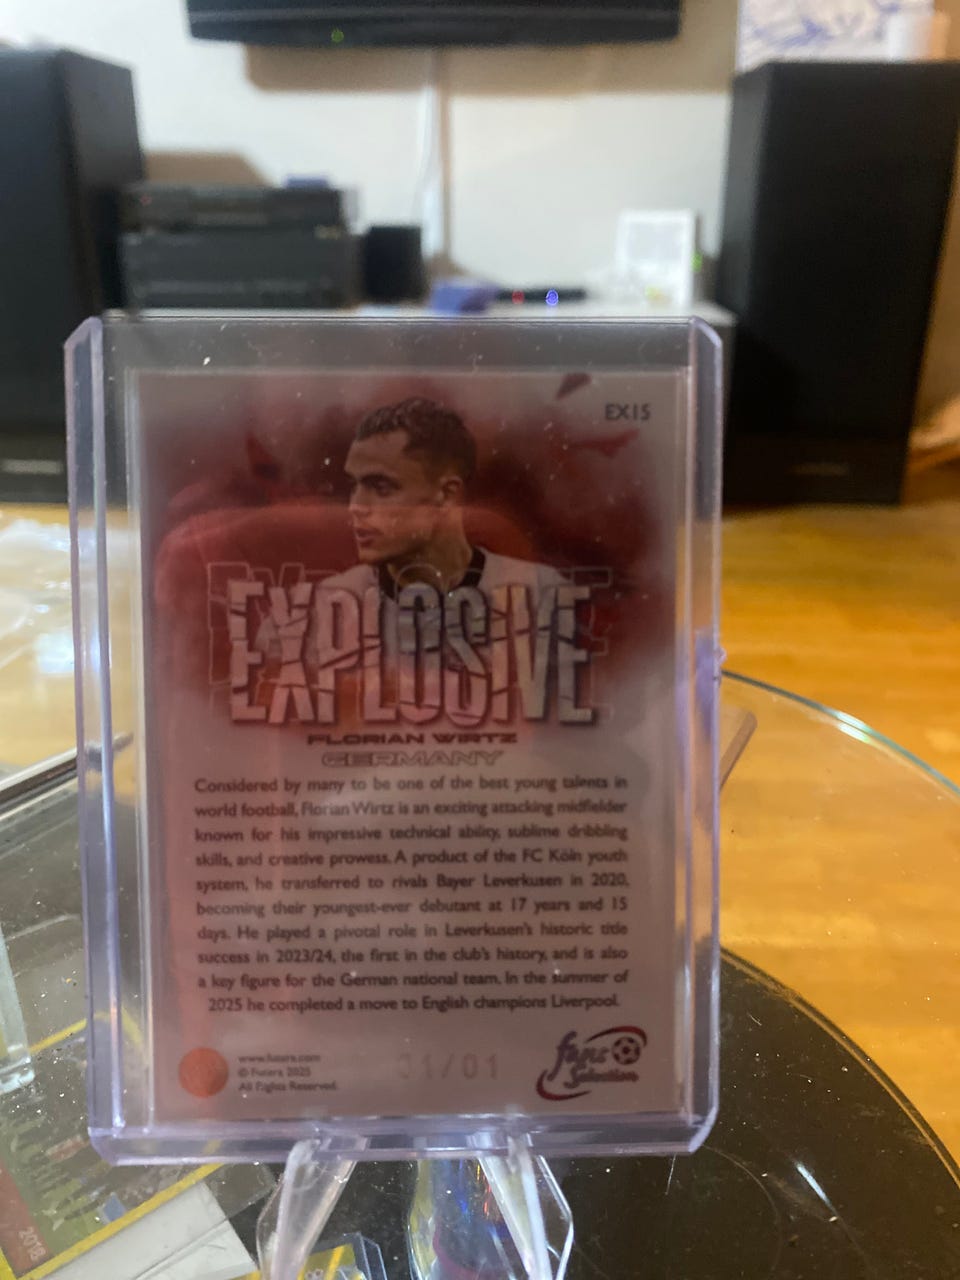 EX15
EXPLOSIVE
FLORIAN WIRTZ
GERMANY
Considered by many to be one of the best young talents in
world football, Florian Wirtz is an exciting attacking midfielder
known for his impressive technical ability, sublime dribbling
skills, and creative prowess. A product of the FC Köln youth
system, he transferred to rivals Bayer Leverkusen in 2020,
becoming their youngest-ever debutant at 17 years and 15
days. He played a pivotal role in Leverkusen's historic title
success in 2023/24, the first in the club's history, and is also
a key figure for the German national team. In the summer of
2025 he completed a move to English champions Liverpool.
www.futera.com
© Futera 2025
All Rights Reserved.
01/01
fans
Selection
2018